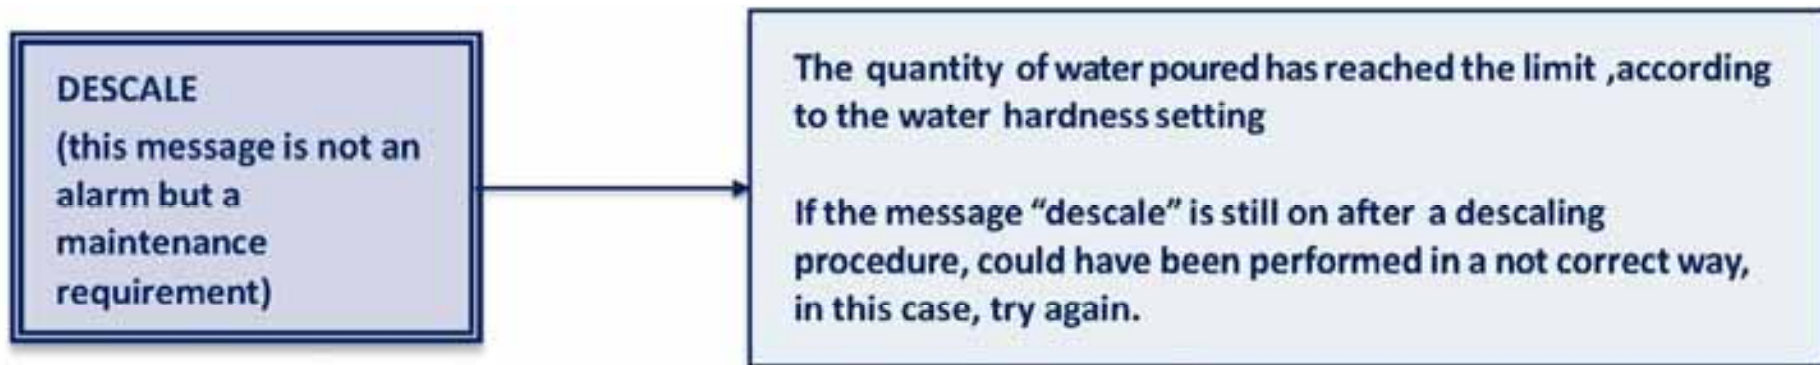 DESCALE
(this message is not an
alarm but a
maintenance
requirement)
The quantity of water poured has reached the limit ,according
to the water hardness setting
If the message “descale” is still on after a descaling
procedure, could have been performed in a not correct way,
in this case, try again.